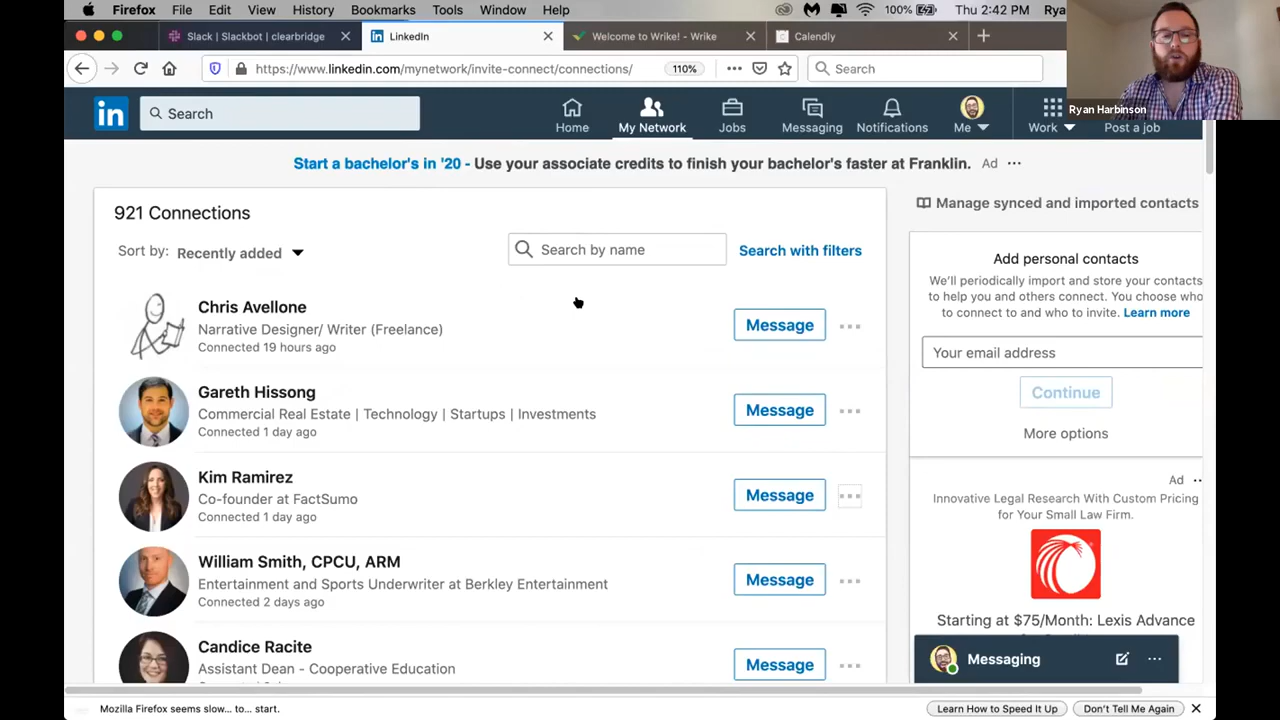 Firefox File Edit View History Bookmarks Tools Window Help 100% Thu 2:42 PM Rya
Slack | Slackbot | clearbridge
LinkedIn
Welcome to Wrike! - Wrike
Calendly
https://www.linkedin.com/mynetwork/invite-connect/connections/
110%
Search
Ryan Harbinson
in
Search
Home
My Network
Jobs
Messaging
Notifications
Me
Work
Post a job
Start a bachelor's in '20 - Use your associate credits to finish your bachelor's faster at Franklin. Ad
921 Connections
Sort by: Recently added
Search by name
Search with filters
Chris Avellone
Narrative Designer/ Writer (Freelance)
Connected 19 hours ago
Message
Gareth Hissong
Commercial Real Estate | Technology | Startups | Investments
Connected 1 day ago
Message
Kim Ramirez
Co-founder at FactSumo
Connected 1 day ago
Message
William Smith, CPCU, ARM
Entertainment and Sports Underwriter at Berkley Entertainment
Connected 2 days ago
Message
Candice Racite
Assistant Dean - Cooperative Education
Message
Manage synced and imported contacts
Add personal contacts
We'll periodically import and store your contacts
to help you and others connect. You choose who
to connect to and who to invite. Learn more
Your email address
Continue
More options
Ad
Innovative Legal Research With Custom Pricing
for Your Small Law Firm.
Starting at $75/Month: Lexis Advance
Messaging
Mozilla Firefox seems slow... to... start.
Learn How to Speed It Up
Don't Tell Me Again